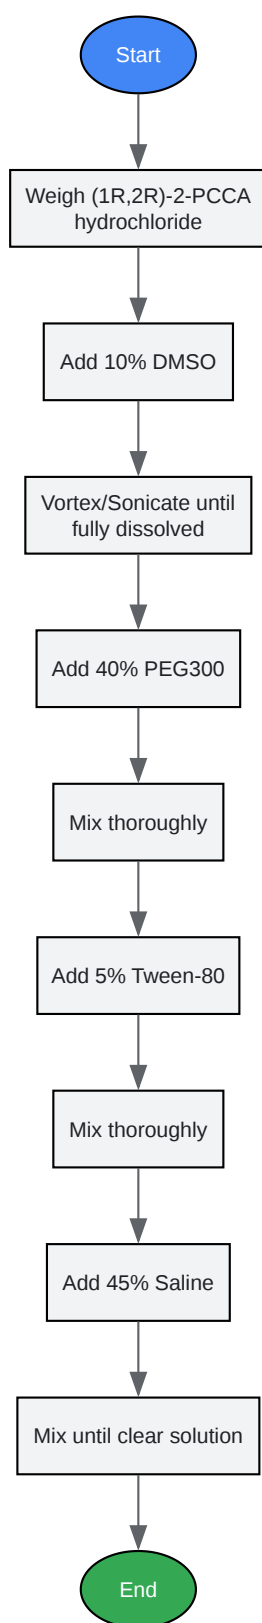 Start
Weigh (1R,2R)-2-PCCA
hydrochloride
Add 10% DMSO
Vortex/Sonicate until
fully dissolved
Add 40% PEG300
Mix thoroughly
Add 5% Tween-80
Mix thoroughly
Add 45% Saline
Mix until clear solution
End